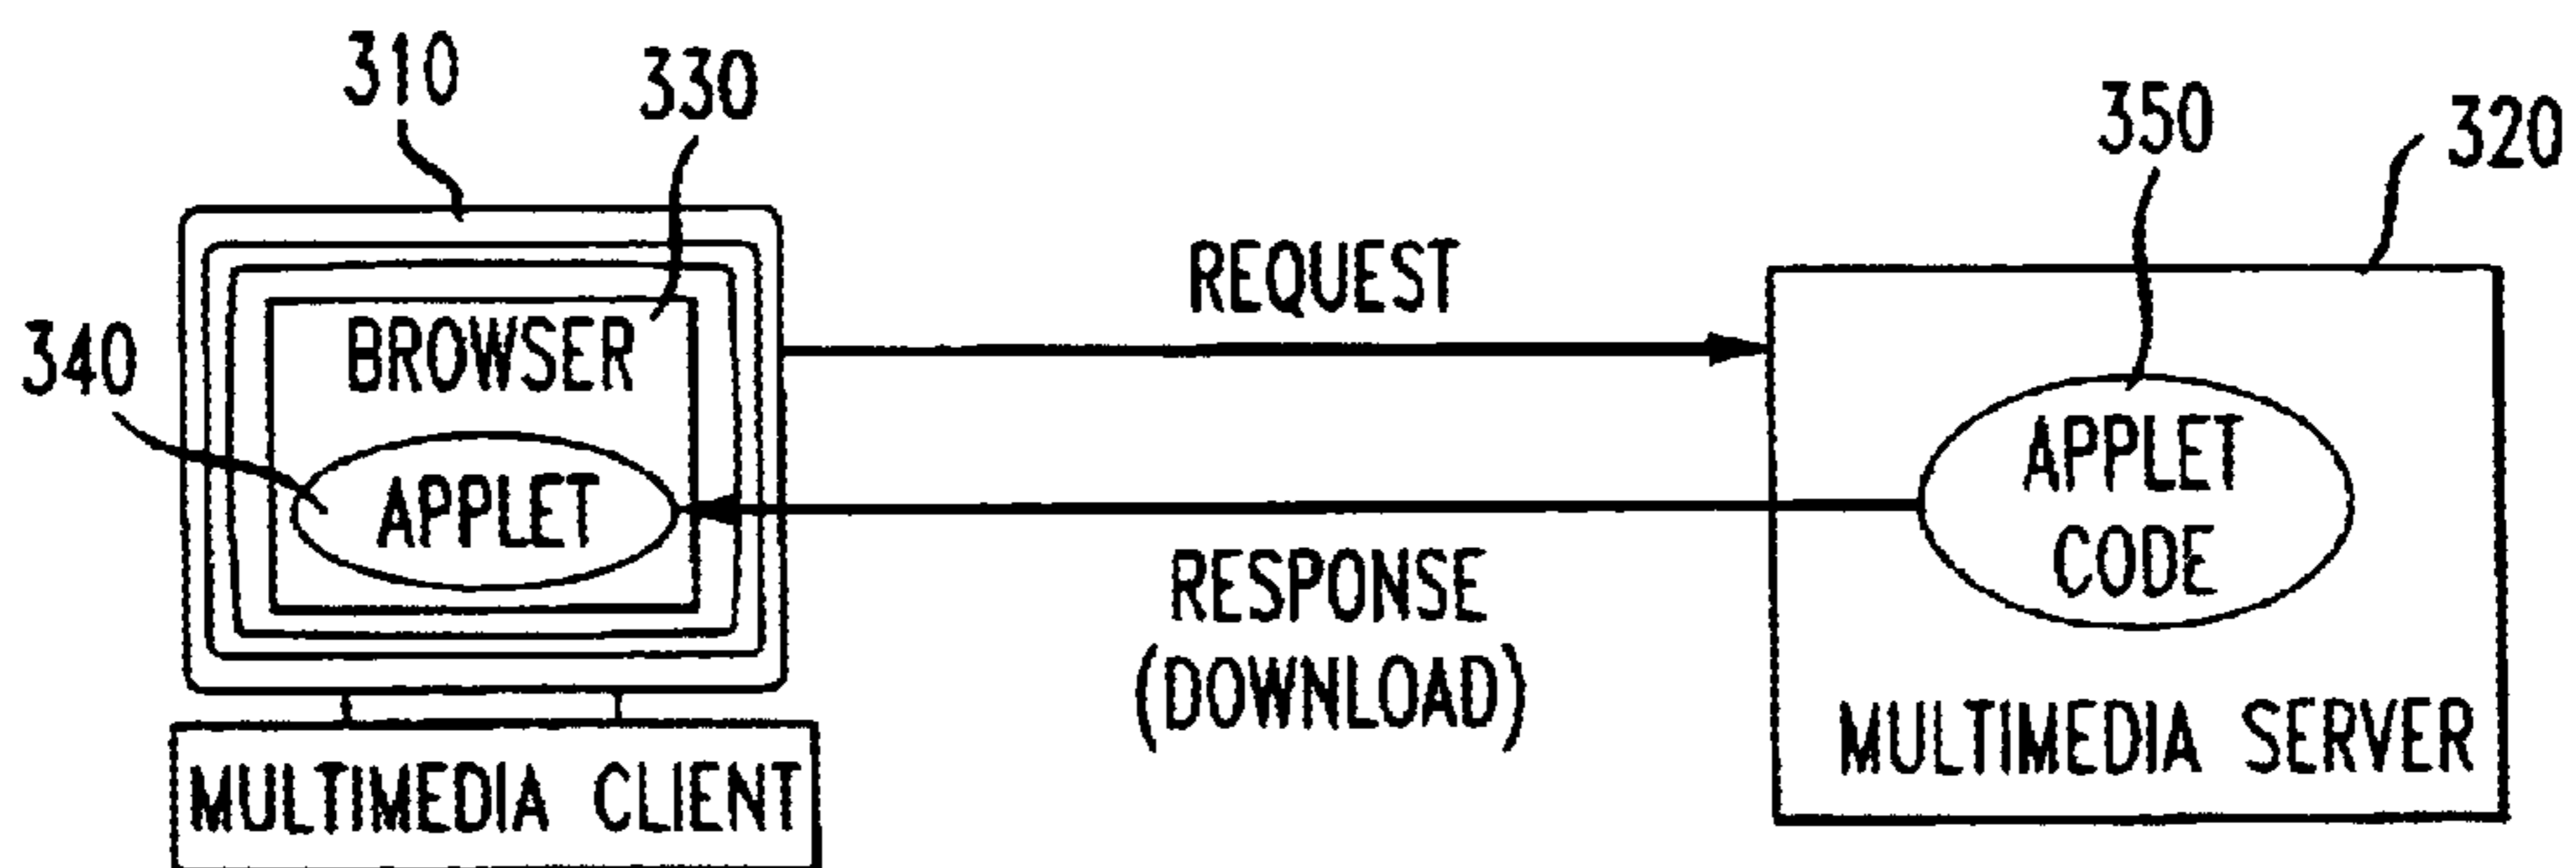 310
330
350
320
REQUEST
BROWSER
340
APPLET
APPLET
CODE
RESPONSE
(DOWNLOAD)
MULTIMEDIA SERVER
MULTIMEDIA CLIENT